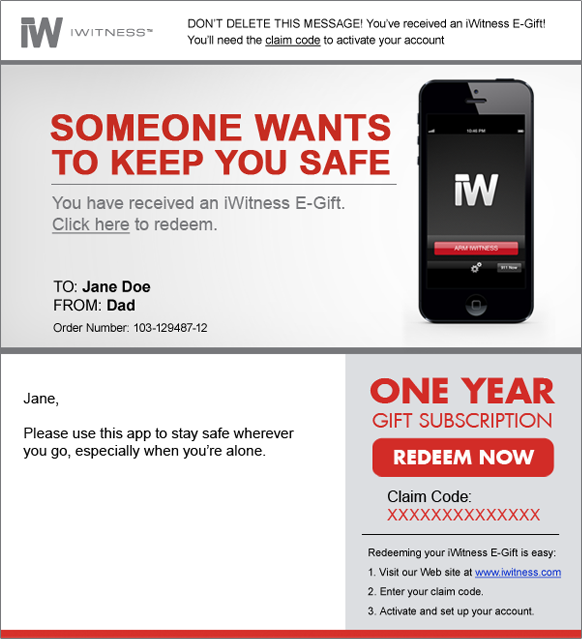 iW IWITNESS™
DON'T DELETE THIS MESSAGE! You've received an iWitness E-Gift!
You'll need the claim code to activate your account
SOMEONE WANTS
TO KEEP YOU SAFE
You have received an iWitness E-Gift.
Click here to redeem.
TO: Jane Doe
FROM: Dad
Order Number: 103-129487-12
10:45 PM
iW
ARM IWITNESS
911 Now
Jane,
Please use this app to stay safe wherever
you go, especially when you're alone.
ONE YEAR
GIFT SUBSCRIPTION
REDEEM NOW
Claim Code:
XXXXXXXXXXXXXX
Redeeming your iWitness E-Gift is easy:
1. Visit our Web site at www.iwitness.com
2. Enter your claim code.
3. Activate and set up your account.